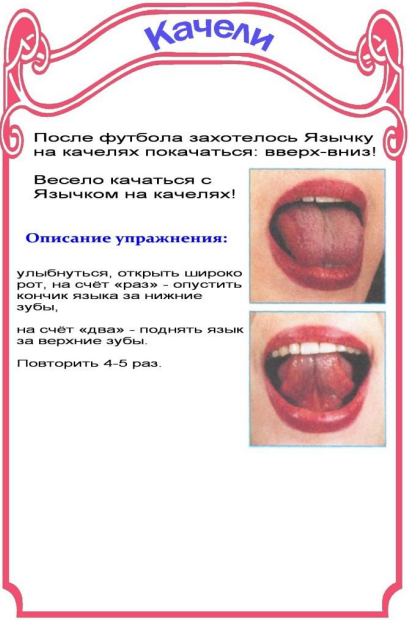 Качели
После футбола захотелось Язычку
на качелях покачаться: вверх-вниз!
Весело качаться с
Язычком на качелях!
Описание упражнения:
улыбнуться, открыть широко
рот, на счёт «раз» - опустить
кончик языка за нижние
зубы,
на счёт «два» - поднять язык
за верхние зубы.
Повторить 4-5 раз.